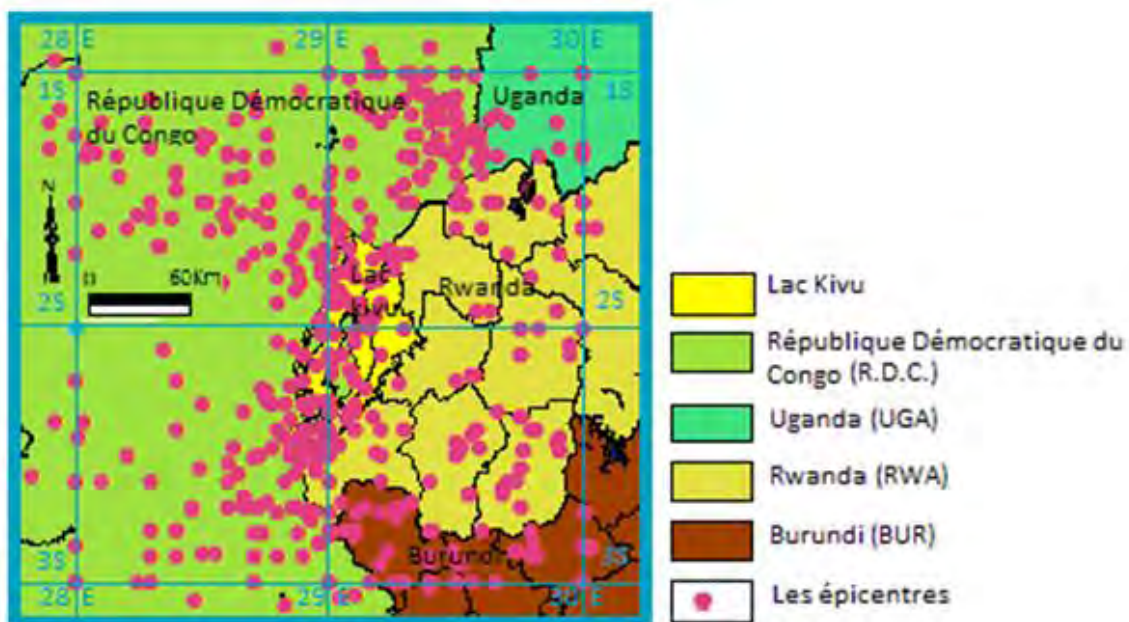 28 E
29 E
30 E
1S
République Démocratique
du Congo
Uganda
1S
N
0
60Km
Lac
kivu
Rwanda
2S
2S
Burundi
3S
3S
28 E
29 E
30 E
Lac Kivu
République Démocratique du
Congo (R.D.C.)
Uganda (UGA)
Rwanda (RWA)
Burundi (BUR)
Les épicentres